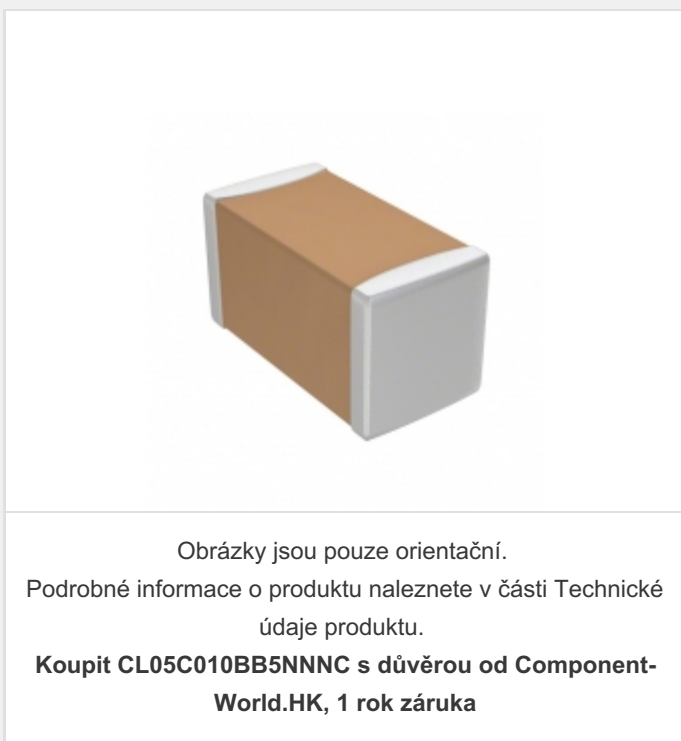 Obrázky jsou pouze orientační.
Podrobné informace o produktu naleznete v části Technické
údaje produktu.
Koupit CL05C010BB5NNNC s důvěrou od Component-
World.HK, 1 rok záruka